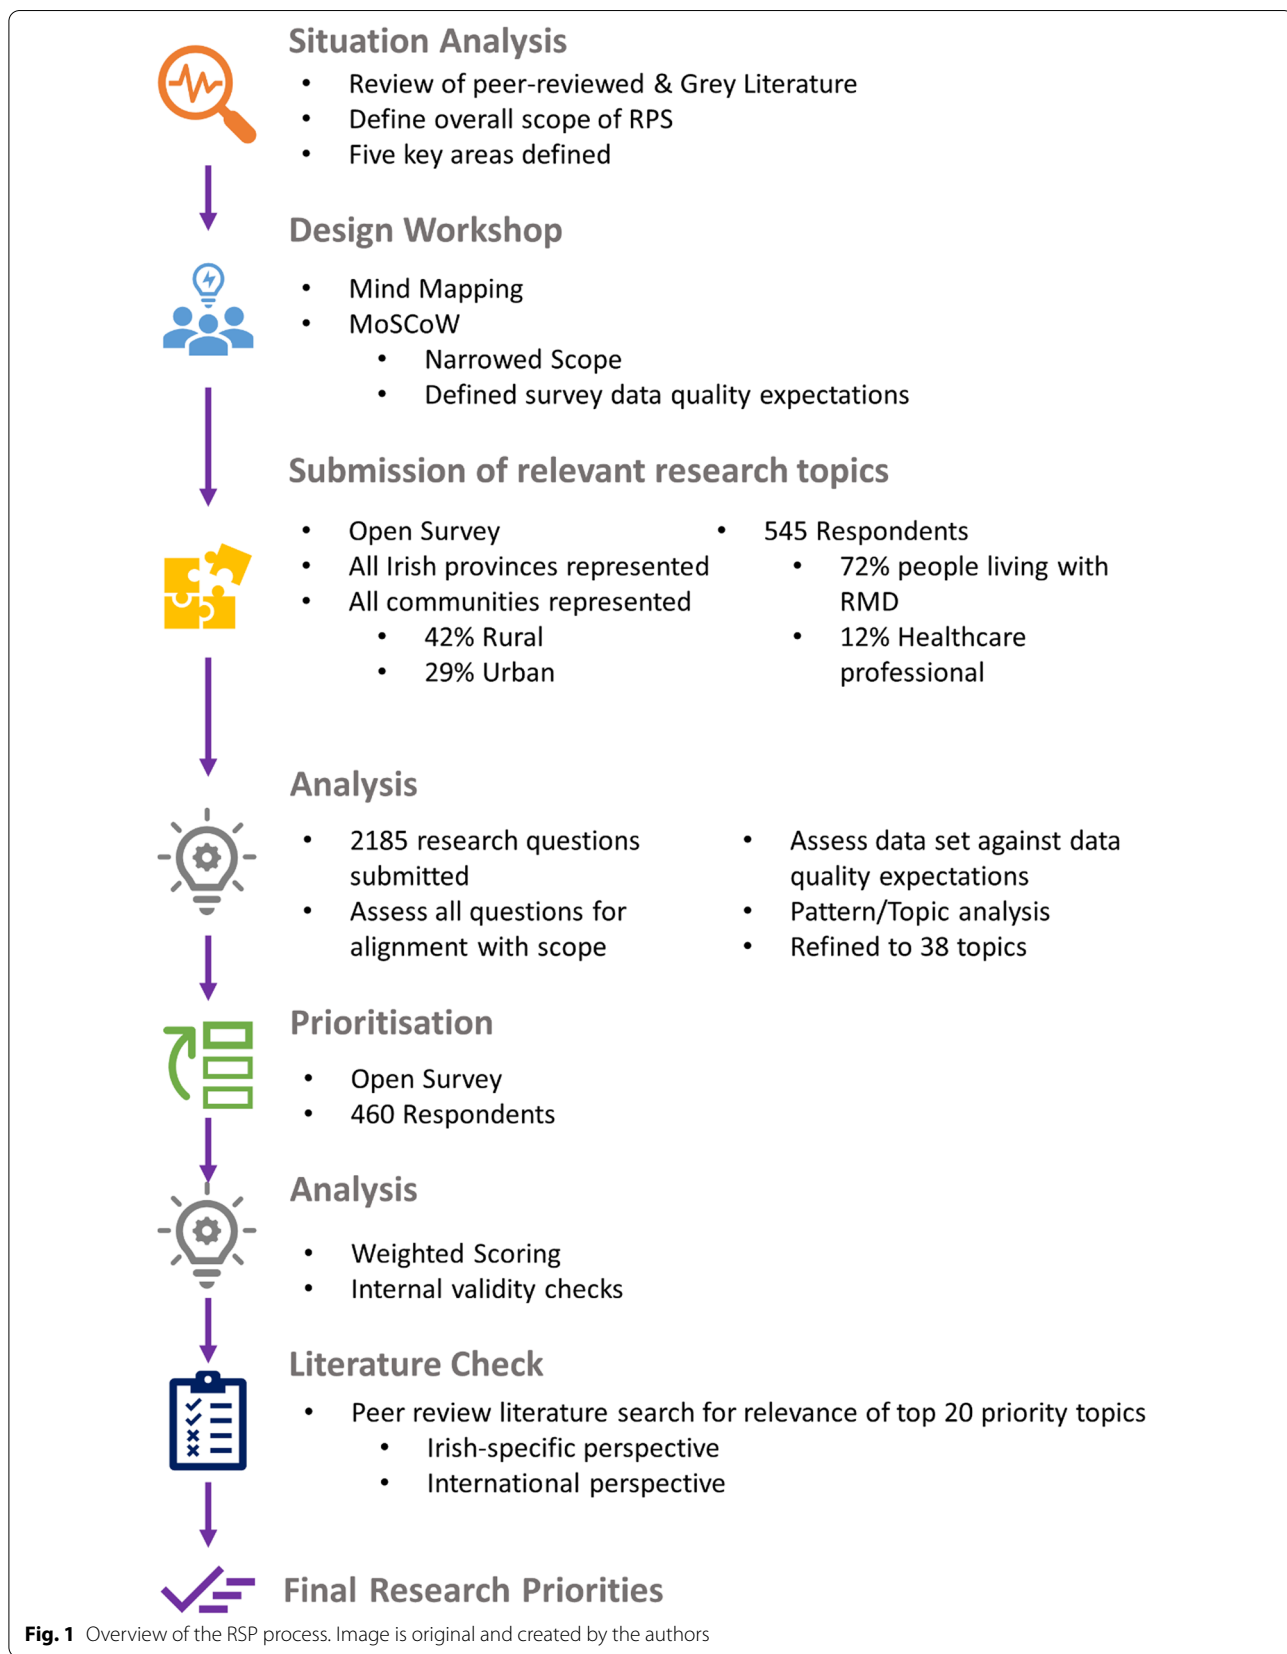 Situation Analysis
• Review of peer-reviewed & Grey Literature
• Define overall scope of RPS
• Five key areas defined
Design Workshop
• Mind Mapping
• MoSCoW
• Narrowed Scope
• Defined survey data quality expectations
Submission of relevant research topics
• Open Survey
• All Irish provinces represented
• All communities represented
• 42% Rural
• 29% Urban
• 545 Respondents
• 72% people living with
RMD
• 12% Healthcare
professional
Analysis
• 2185 research questions
submitted
• Assess all questions for
alignment with scope
• Assess data set against data
quality expectations
• Pattern/Topic analysis
• Refined to 38 topics
Prioritisation
• Open Survey
• 460 Respondents
Analysis
• Weighted Scoring
• Internal validity checks
Literature Check
• Peer review literature search for relevance of top 20 priority topics
• Irish-specific perspective
• International perspective
Final Research Priorities
Fig. 1 Overview of the RSP process. Image is original and created by the authors